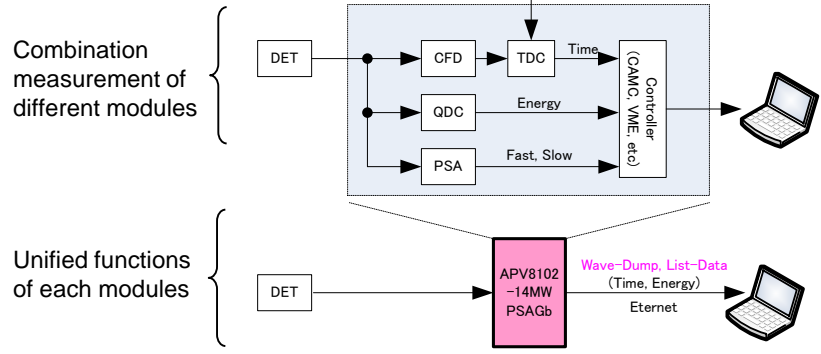 Combination
measurement of
different modules
DET
CFD
TDC
Time
QDC
Energy
PSA
Fast, Slow
Controller
(CAMC, VME, etc)
Unified functions
of each modules
DET
APV8102
-14MW
PSAGb
Wave-Dump, List-Data
(Time, Energy)
Eternet